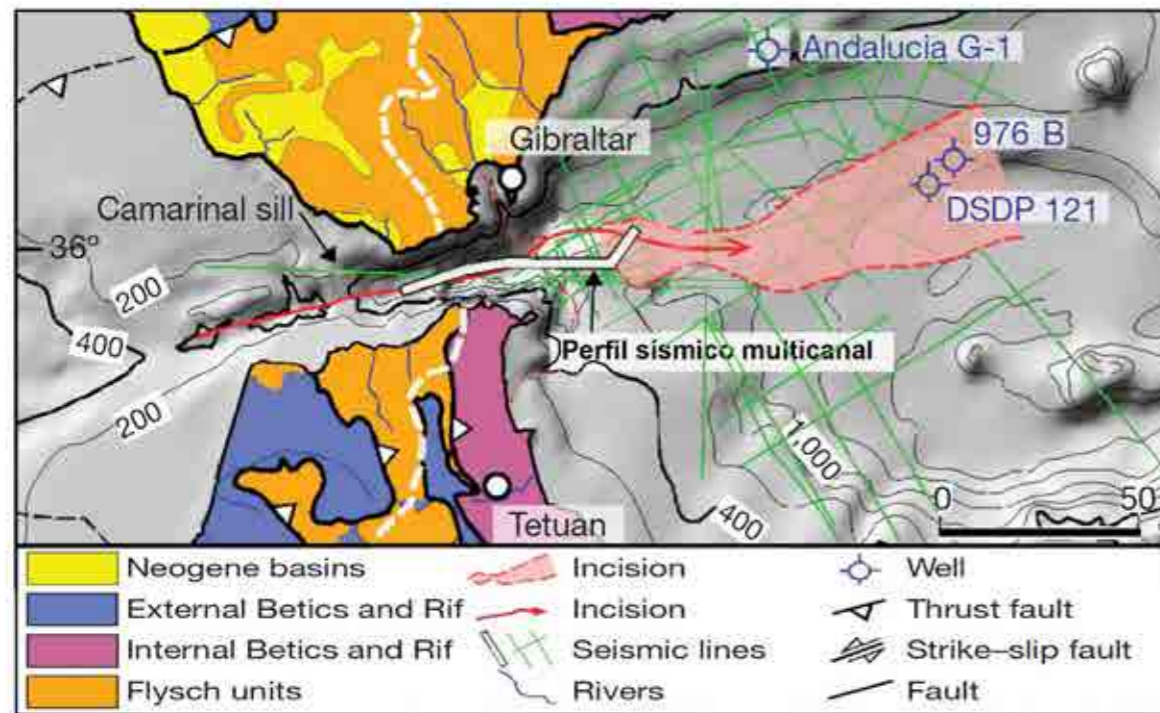 Andalucia G-1
Gibraltar
976 B
DSDP 121
Camarinal sill
36º
200
400
Perfil sísmico multicanal
200
1,000
400
Tetuan
0 50
Neogene basins
External Betics and Rif
Internal Betics and Rif
Flysch units
Incision
Incision
Seismic lines
Rivers
Well
Thrust fault
Strike–slip fault
Fault